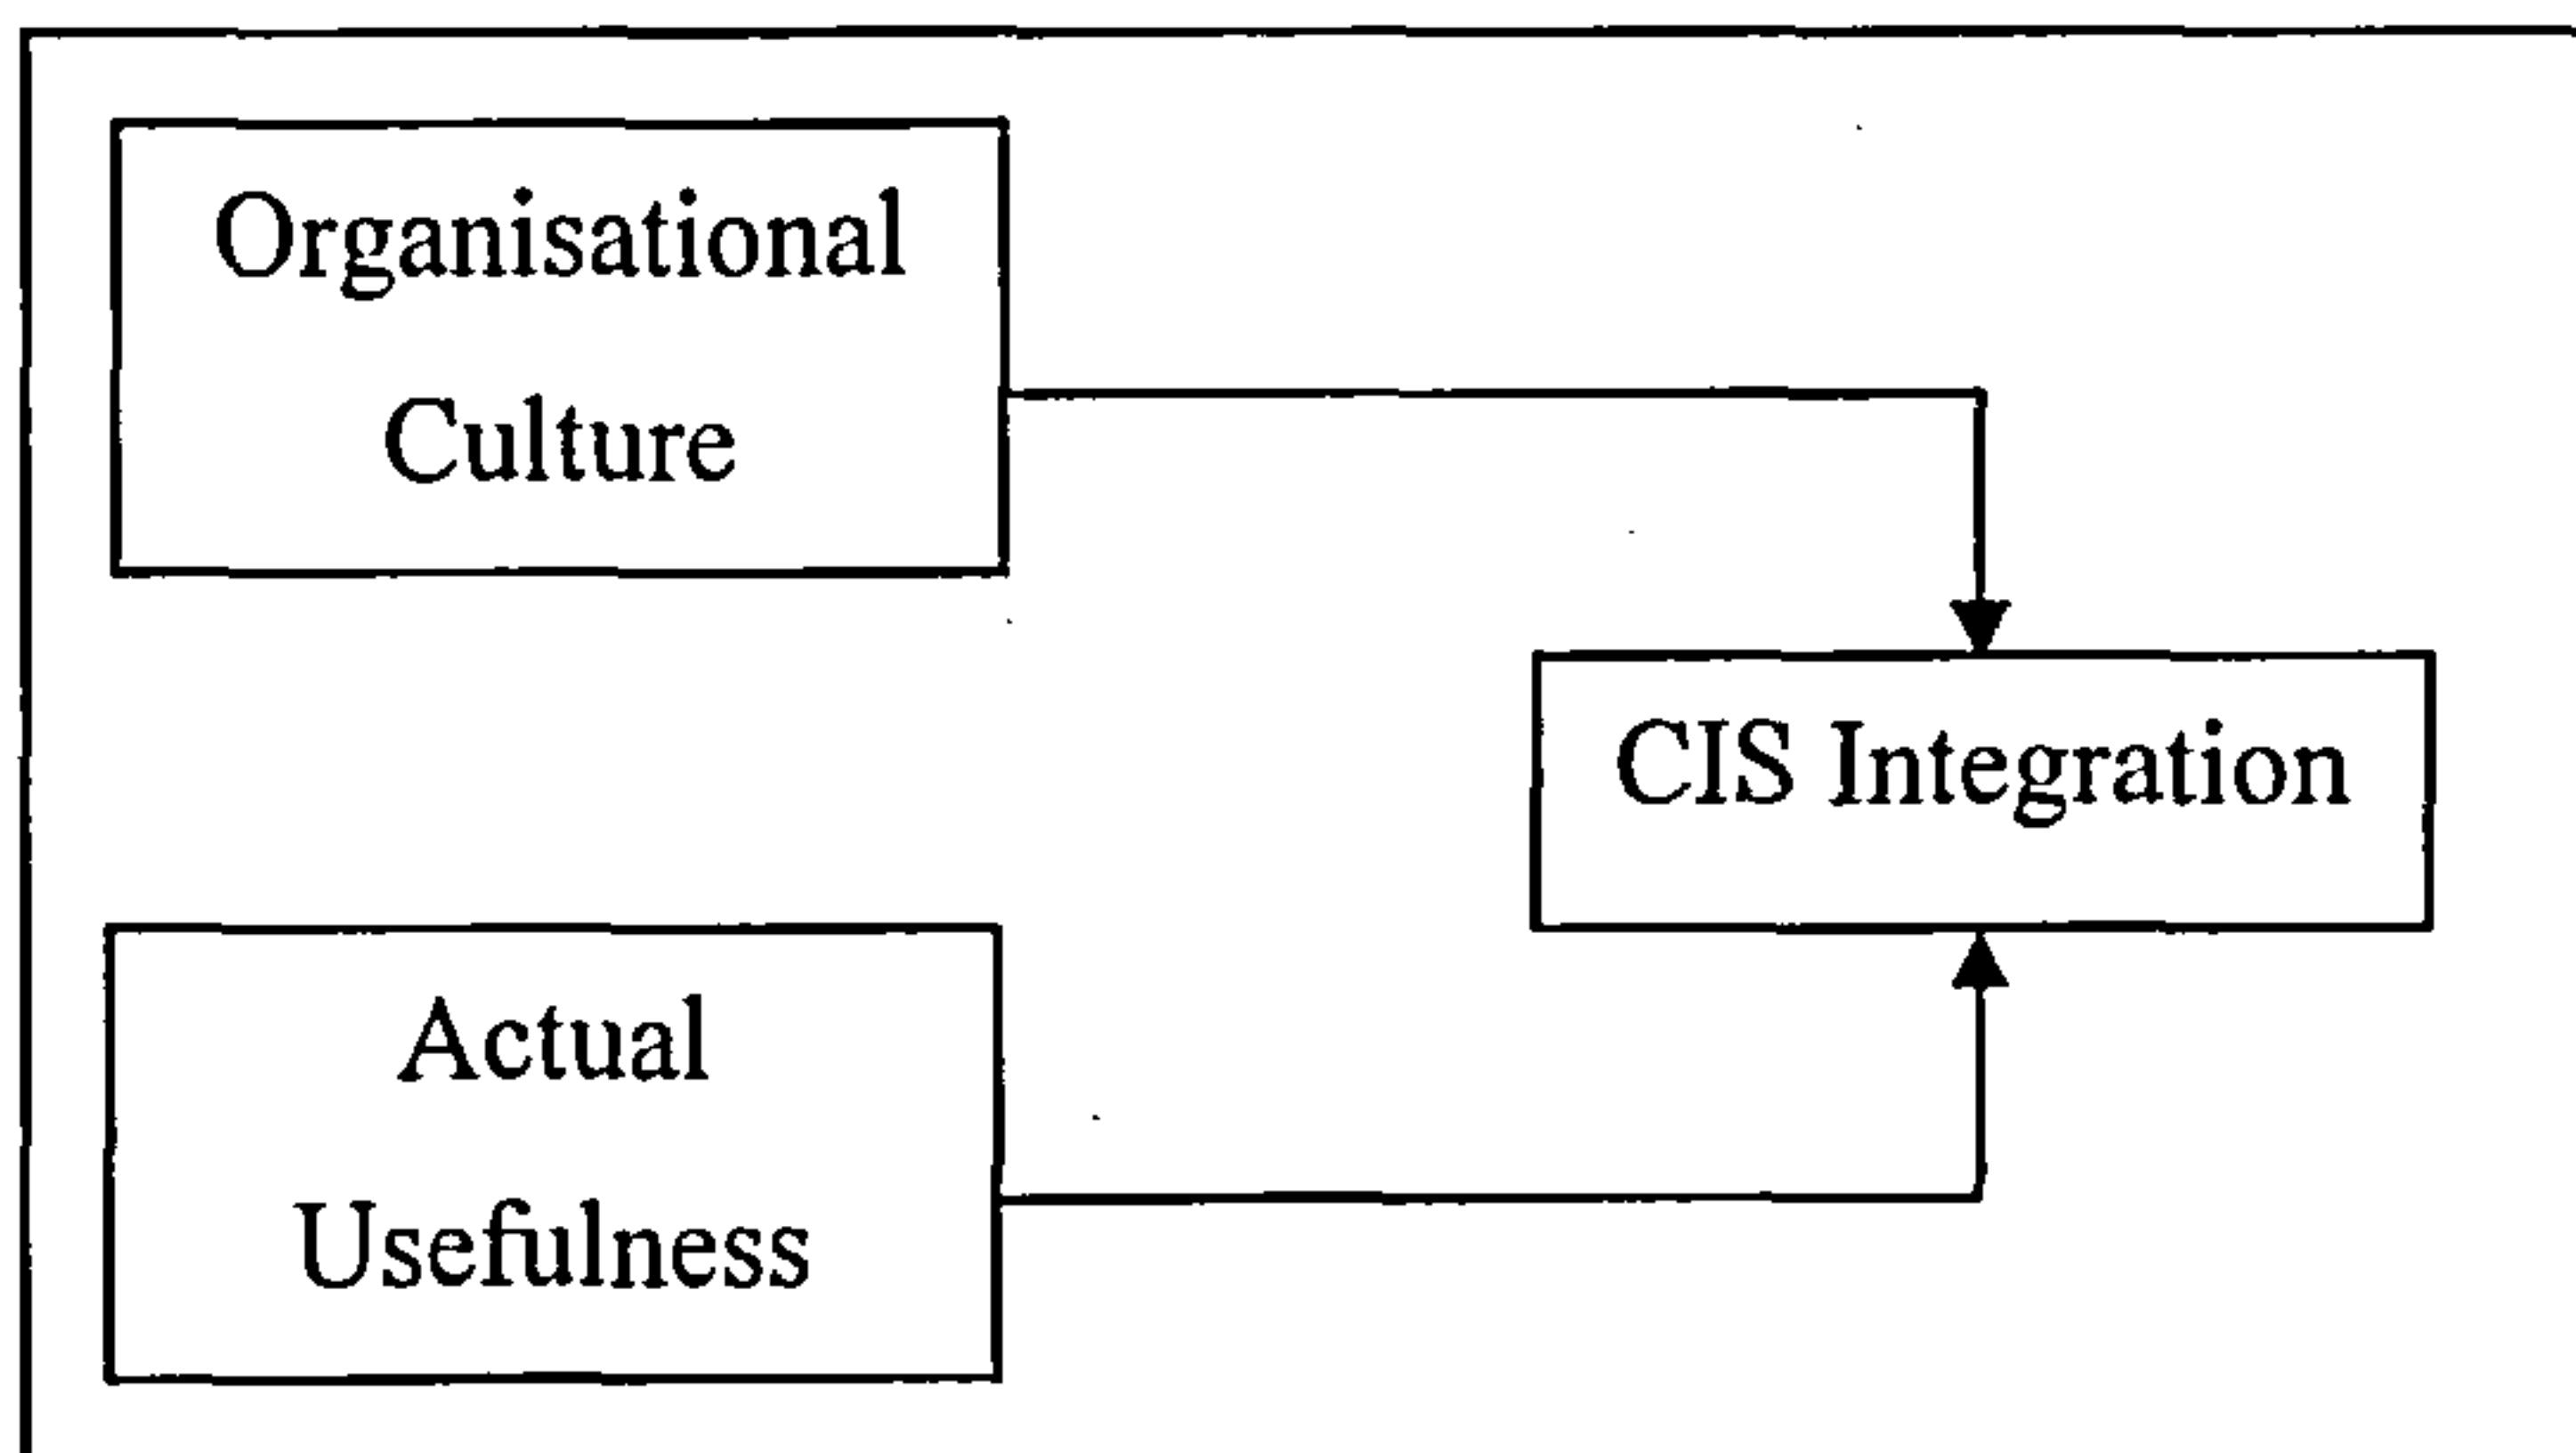 Organisational
Culture
CIS Integration
Actual
Usefulness